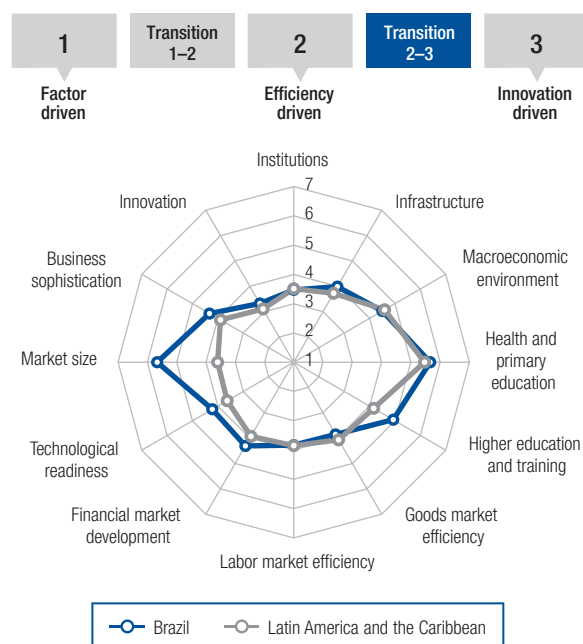 1
Transition
1–2
2
Transition
2–3
3
Factor
driven
Efficiency
driven
Innovation
driven
Institutions
7
6
5
4
3
2
1
Infrastructure
Macroeconomic
environment
Health and
primary
education
Higher education
and training
Goods market
efficiency
Labor market efficiency
Financial market
development
Technological
readiness
Market size
Business
sophistication
Innovation
Brazil
Latin America and the Caribbean